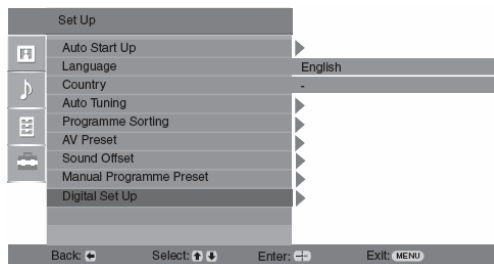 Set Up
Auto Start Up
Language English
Country -
Auto Tuning
Programme Sorting
AV Preset
Sound Offset
Manual Programme Preset
Digital Set Up
Back: Select: Enter: Exit: MENU